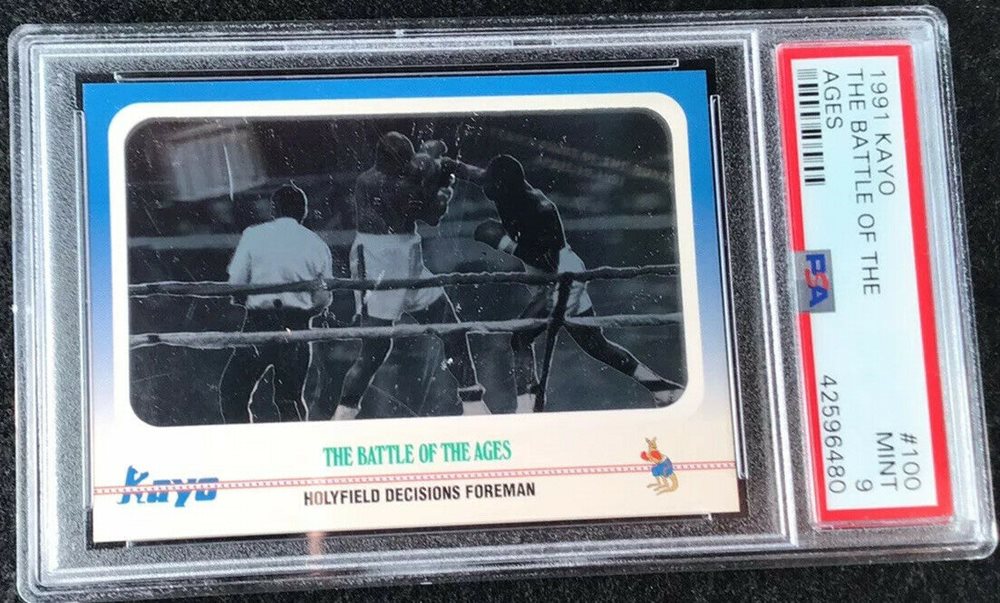 THE BATTLE OF THE AGES
Kayo
HOLYFIELD DECISIONS FOREMAN
1991 KAYO
THE BATTLE OF THE
AGES
#100
MINT
9
PSA
42596480